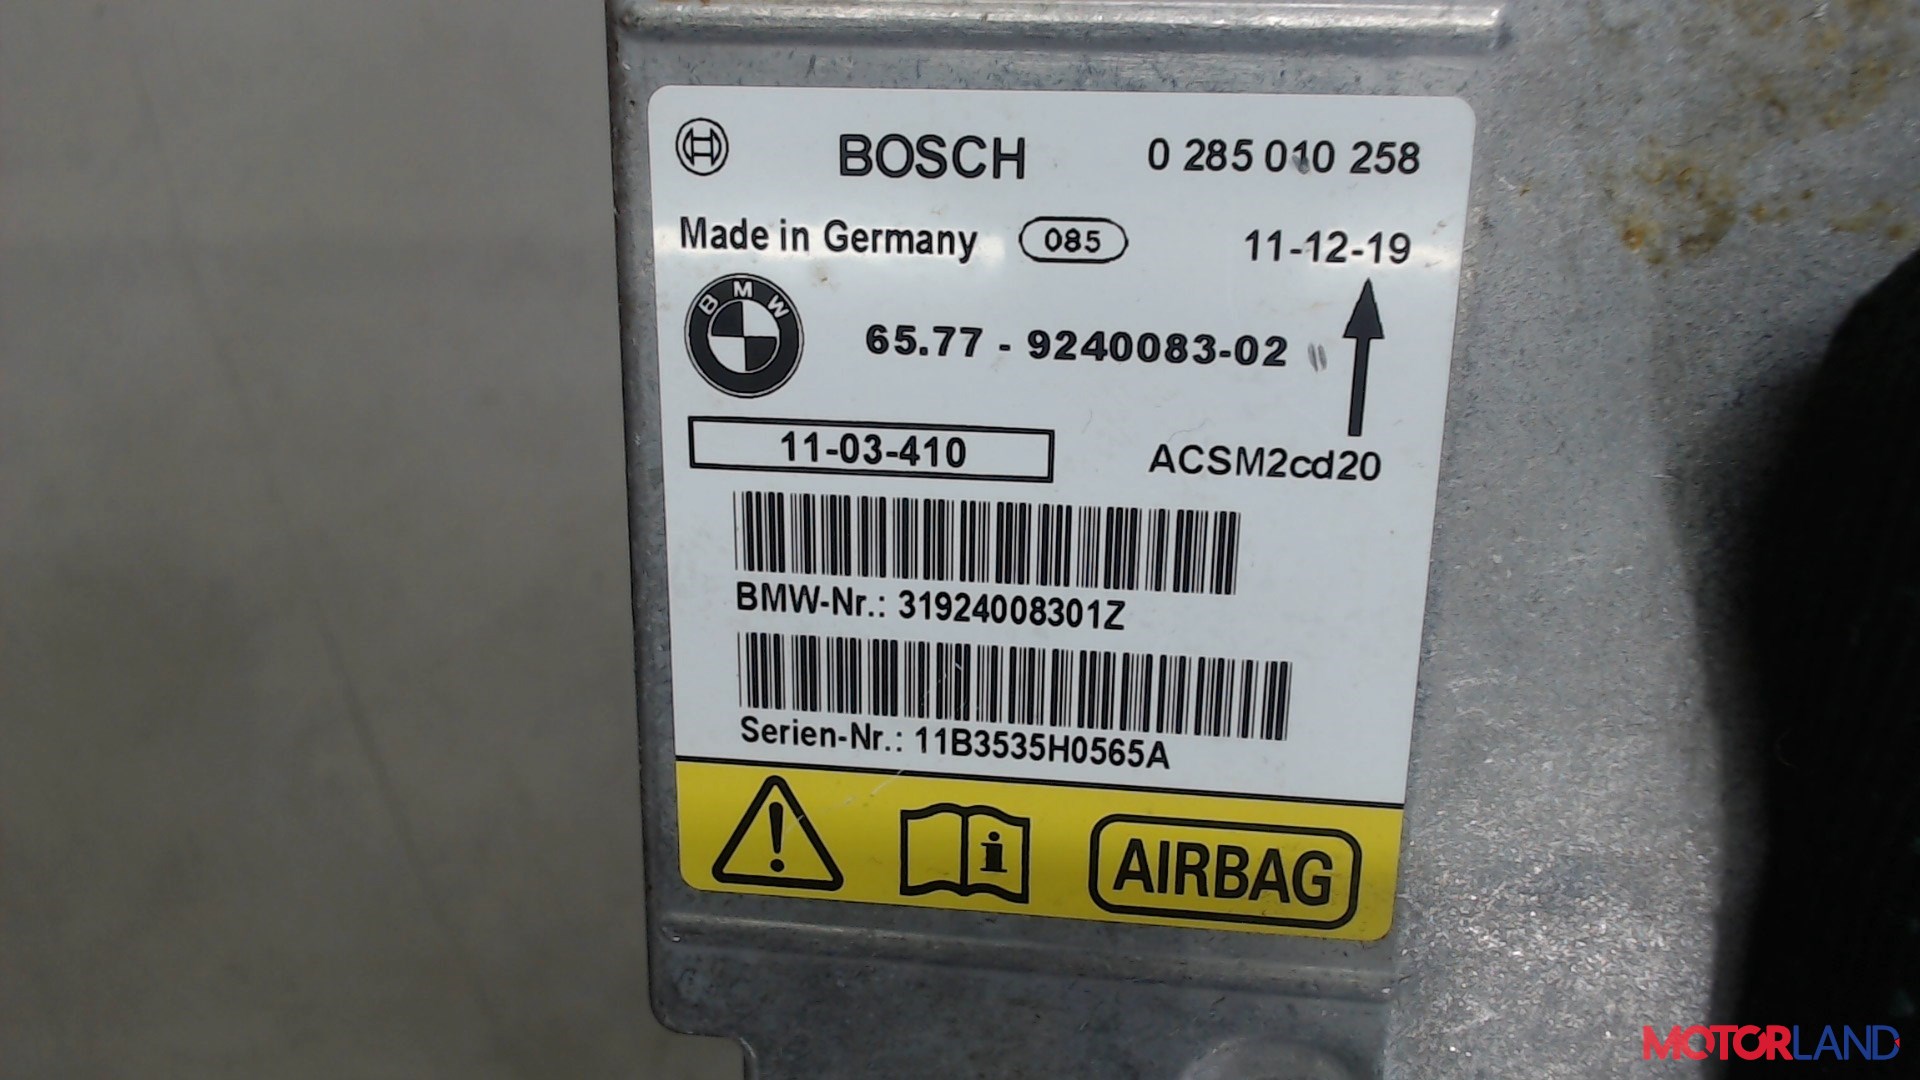 BOSCH 0 285 010 258
Made in Germany 085 11-12-19
BMW
65.77 - 9240083-02
11-03-410 ACSM2cd20
BMW-Nr.: 31924008301Z
Serien-Nr.: 11B3535H0565A
AIRBAG
MOTORLAND